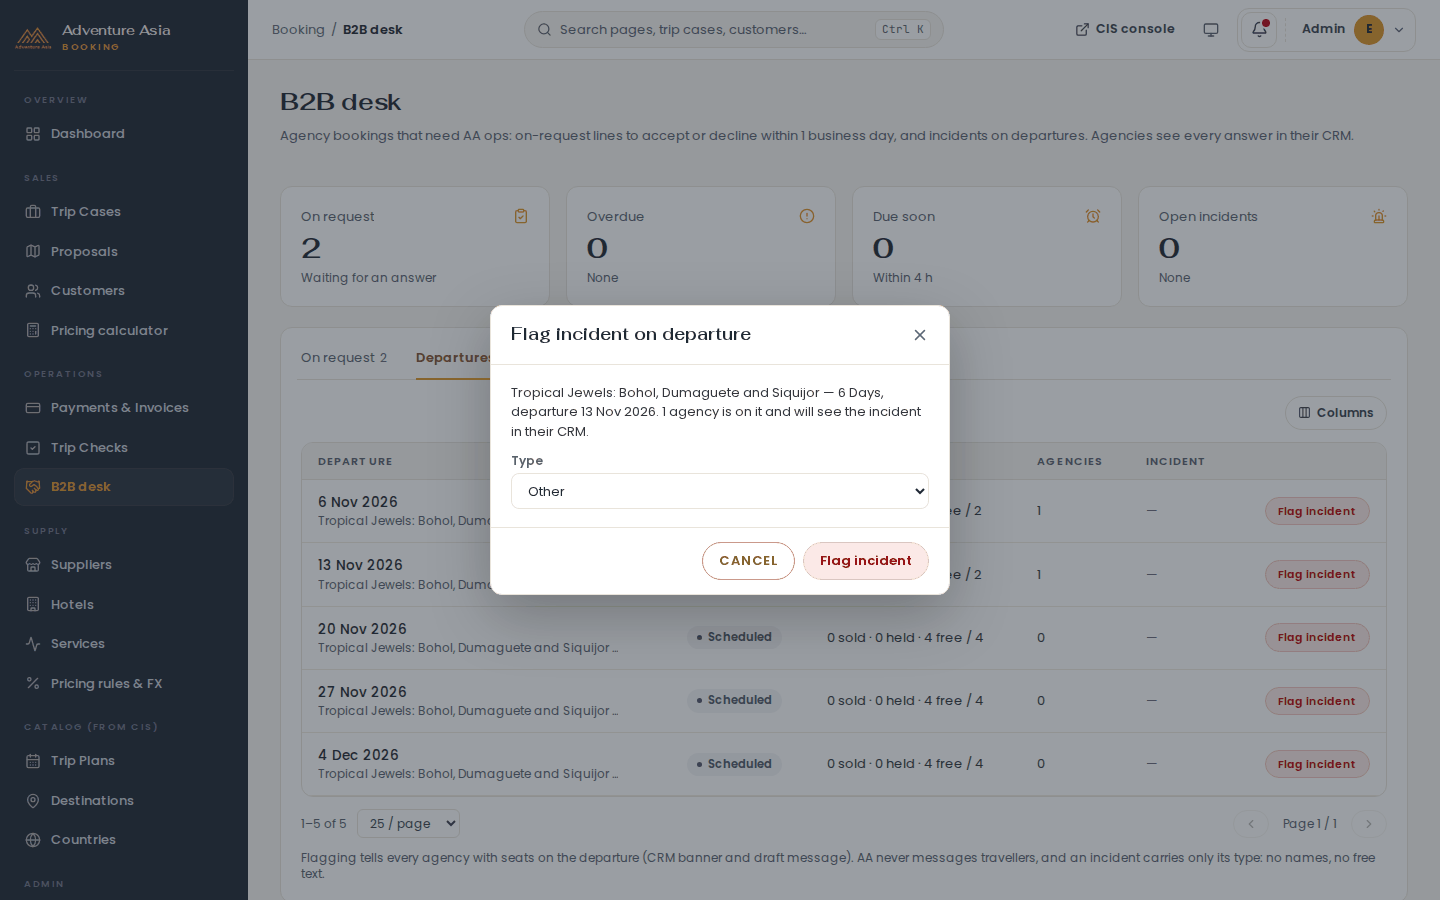 Adventure Asia
BOOKING
OVERVIEW
Dashboard
SALES
Trip Cases
Proposals
Customers
Pricing calculator
OPERATIONS
Payments & Invoices
Trip Checks
B2B desk
SUPPLY
Suppliers
Hotels
Services
Pricing rules & FX
CATALOG (FROM CIS)
Trip Plans
Destinations
Countries
ADMIN
Booking / B2B desk
Search pages, trip cases, customers... Ctrl K
CIS console
Admin E
B2B desk
Agency bookings that need AA ops: on-request lines to accept or decline within 1 business day, and incidents on departures. Agencies see every answer in their CRM.
On request
2
Waiting for an answer
Overdue
0
None
Due soon
0
Within 4 h
Open incidents
0
None
On request 2 Departures
Columns
DEPARTURE AGENCIES INCIDENT
6 Nov 2026
Tropical Jewels: Bohol, / 2 1 — Flag incident
13 Nov 2026
Tropical Jewels: Bohol, / 2 1 — Flag incident
20 Nov 2026
Tropical Jewels: Bohol, Dumaguete and Siquijor ... Scheduled 0 sold · 0 held · 4 free / 4 0 — Flag incident
27 Nov 2026
Tropical Jewels: Bohol, Dumaguete and Siquijor ... Scheduled 0 sold · 0 held · 4 free / 4 0 — Flag incident
4 Dec 2026
Tropical Jewels: Bohol, Dumaguete and Siquijor ... Scheduled 0 sold · 0 held · 4 free / 4 0 — Flag incident
1–5 of 5 25 / page Page 1 / 1
Flagging tells every agency with seats on the departure (CRM banner and draft message). AA never messages travellers, and an incident carries only its type: no names, no free
text.
Flag incident on departure
Tropical Jewels: Bohol, Dumaguete and Siquijor — 6 Days,
departure 13 Nov 2026. 1 agency is on it and will see the incident
in their CRM.
Type
Other
CANCEL Flag incident